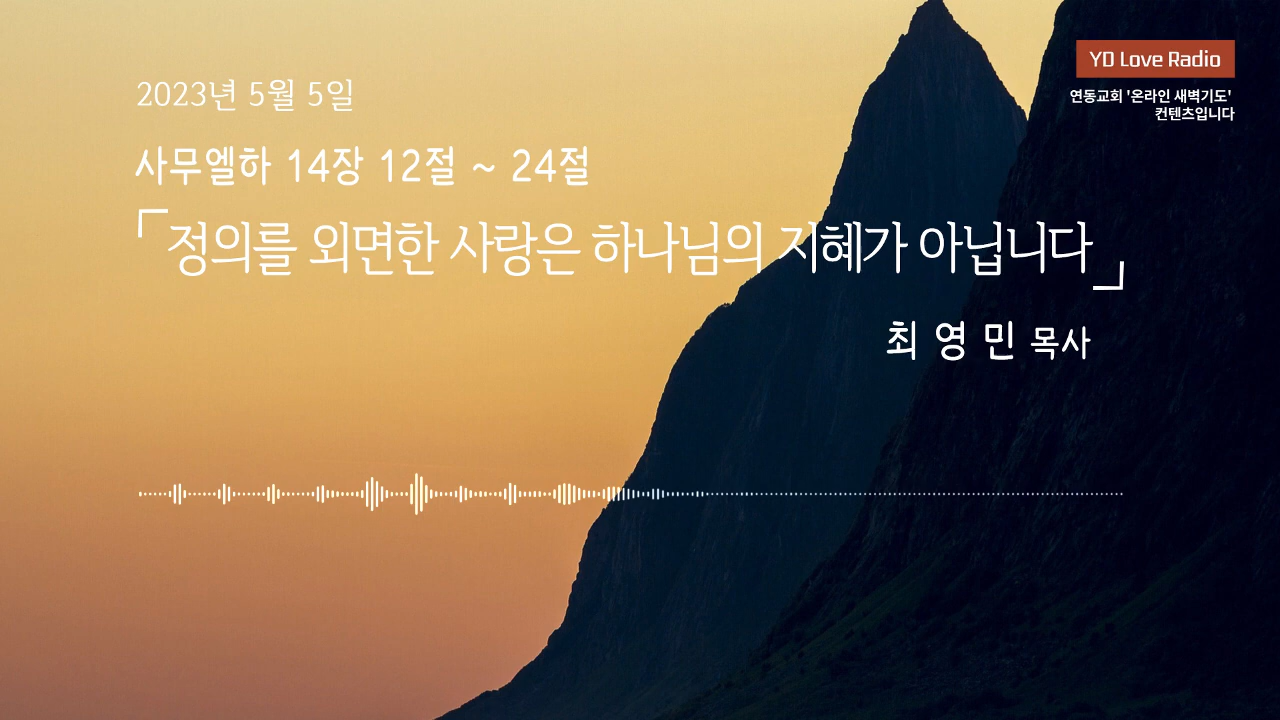 2023년 5월 5일
사무엘하 14장 12절 ~ 24절
「정의를 외면한 사랑은 하나님의 지혜가 아닙니다」
최 영 민 목사
YD Love Radio
연동교회 '온라인 새벽기도'
컨텐츠입니다